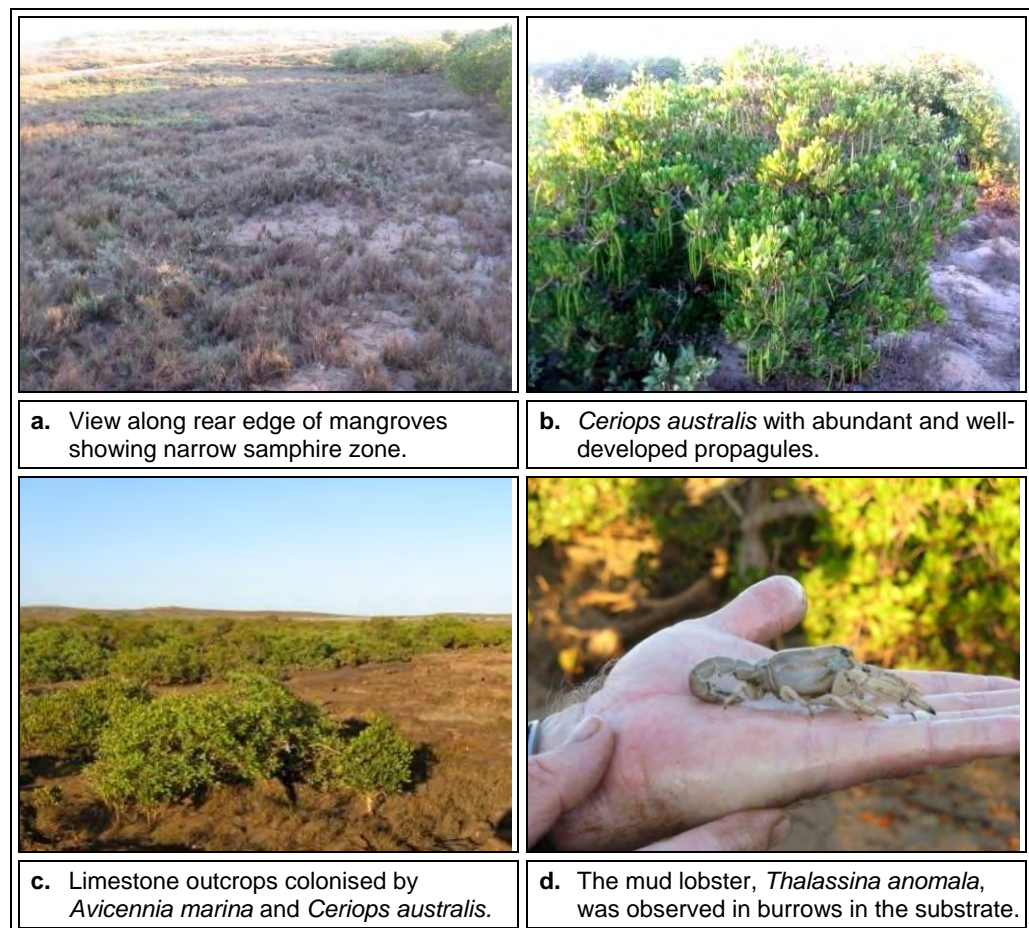 a. View along rear edge of mangroves
showing narrow samphire zone.
b. Ceriops australis with abundant and well-
developed propagules.
c. Limestone outcrops colonised by
Avicennia marina and Ceriops australis.
d. The mud lobster, Thalassina anomala,
was observed in burrows in the substrate.